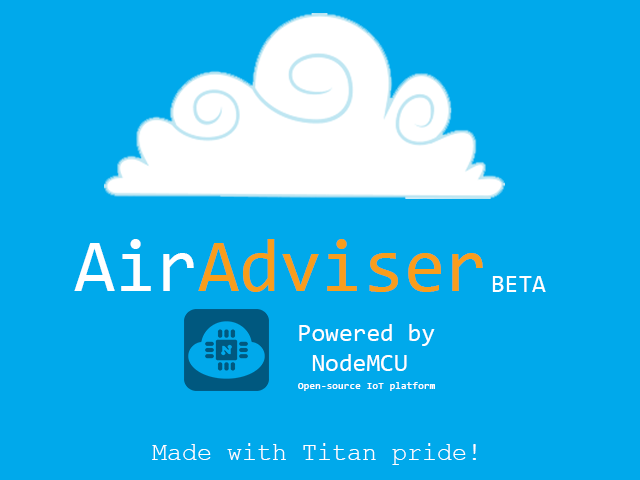 AirAdviser BETA
Powered by
NodeMCU
Open-source IoT platform
Made with Titan pride!